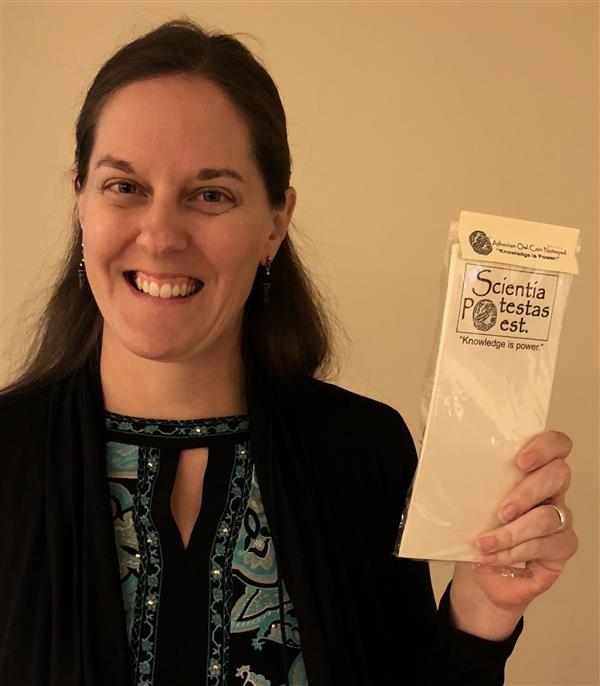 Athenian Owl Coin Notepad
"Knowledge is Power."
Scientia
Potestas
est.
"Knowledge is power."